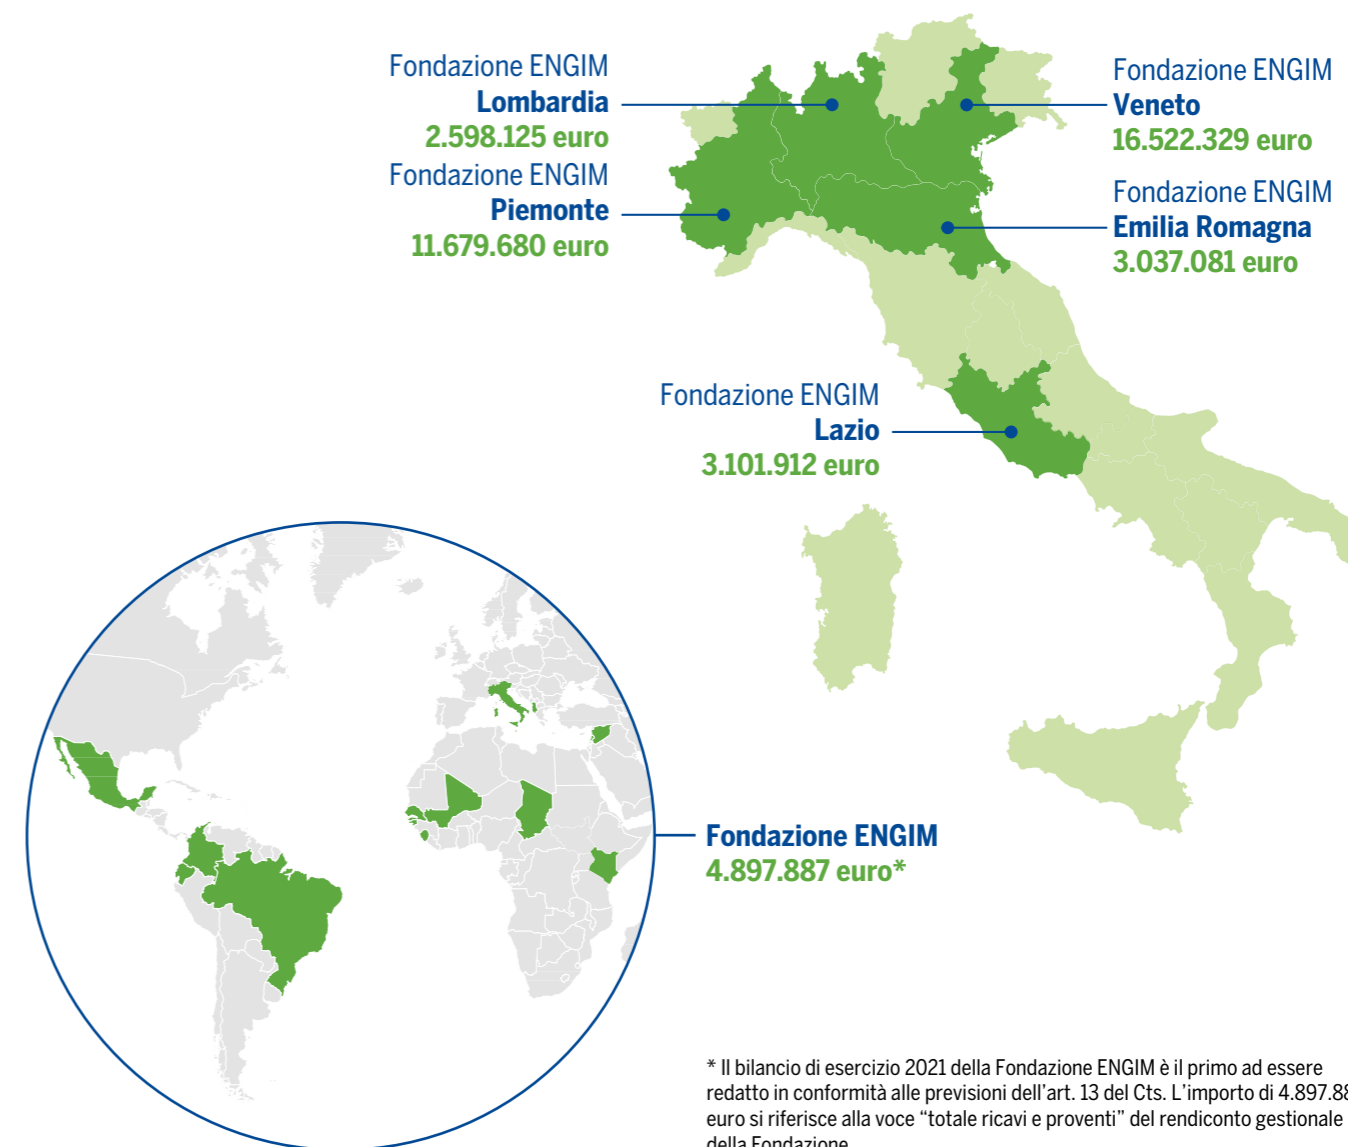 Fondazione ENGIM
Lombardia
2.598.125 euro
Fondazione ENGIM
Piemonte
11.679.680 euro
Fondazione ENGIM
Veneto
16.522.329 euro
Fondazione ENGIM
Emilia Romagna
3.037.081 euro
Fondazione ENGIM
Lazio
3.101.912 euro
Fondazione ENGIM
4.897.887 euro*
* Il bilancio di esercizio 2021 della Fondazione ENGIM è il primo ad essere
redatto in conformità alle previsioni dell'art. 13 del Cts. L'importo di
euro si riferisce alla voce “totale ricavi e proventi” del rendiconto gestionale
della Fondazione